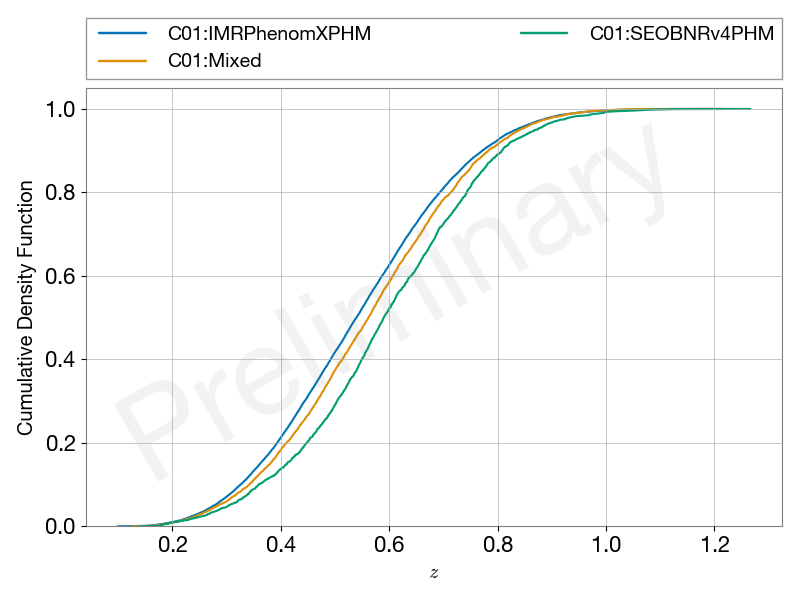 C01:IMRPhenomXPHM
C01:Mixed
C01:SEOBNRv4PHM
Cumulative Density Function
1.0
0.8
0.6
0.4
0.2
0.0
Preliminary
0.2 0.4 0.6 0.8 1.0 1.2
z